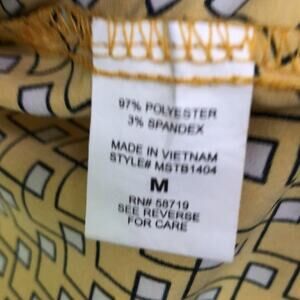 97% POLYESTER
3% SPANDEX
MADE IN VIETNAM
STYLE# MSTB1404
M
RN# 58719
SEE REVERSE
FOR CARE